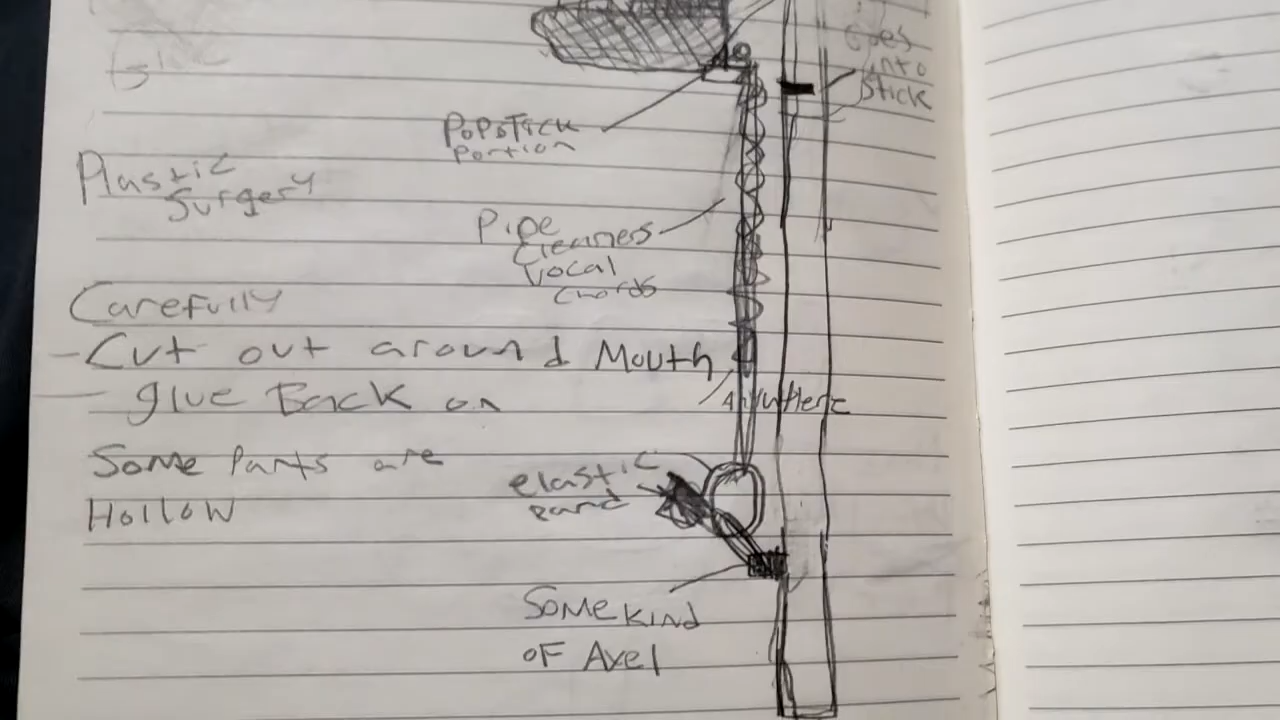 Goes
into
Stick
PoPsTick
Portion
Plastic
Surgery
Pipe
Cleaners
Vocal
Chords
Carefully
- Cut out around Mouth
Anywhere
- glue Back on
Some Parts are
Hollow
elastic
Band
Some Kind
OF Axel